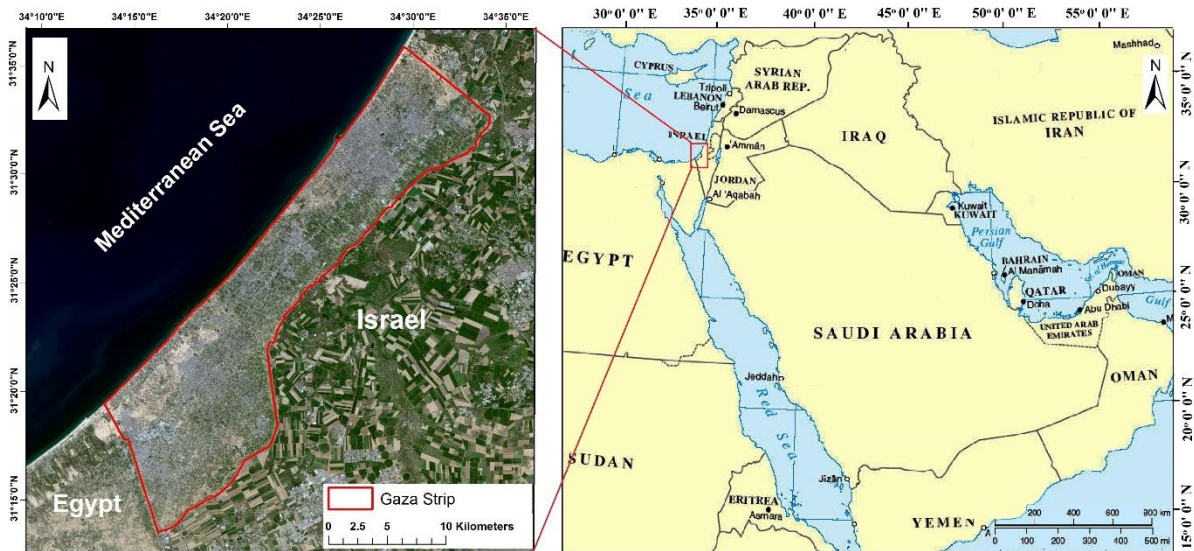 34°10'0"E 34°15'0"E 34°20'0"E 34°25'0"E 34°30'0"E 34°35'0"E
31°35'0"N
31°30'0"N
31°25'0"N
31°20'0"N
31°15'0"N
N
Mediterranean Sea
Israel
Egypt
Gaza Strip
0 2.5 5 10 Kilometers
30°0'0"E 35°0'0"E 40°0'0"E 45°0'0"E 50°0'0"E 55°0'0"E
35°0'0"N
30°0'0"N
25°0'0"N
20°0'0"N
15°0'0"N
N
Mashhad
CYPRUS
Sea
SYRIAN
ARAB REP.
Tripoli
LEBANON
Beirut
Damascus
ISRAEL
'Ammān
JORDAN
Al 'Aqabah
IRAQ
ISLAMIC REPUBLIC OF
IRAN
Kuwait
KUWAIT
Persian
Gulf
BAHRAIN
Al Manāmah
QATAR
Doha
OMAN
Dubayy
Abu Dhabi
Gulf
UNITED ARAB
EMIRATES
EGYPT
SAUDI ARABIA
OMAN
Jeddah
Red Sea
SUDAN
Jīzān
ERITREA
Asmara
YEMEN
0 200 400 600 800 km
0 100 200 300 400 500 mi